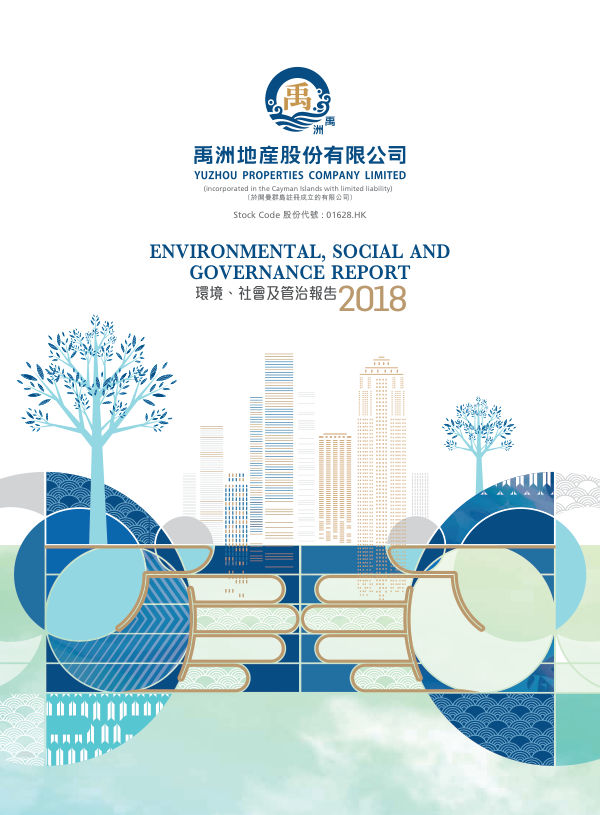 禹
禹
洲
禹洲地產股份有限公司
YUZHOU PROPERTIES COMPANY LIMITED
(incorporated in the Cayman Islands with limited liability)
(於開曼群島註冊成立的有限公司)
Stock Code 股份代號 : 01628.HK
ENVIRONMENTAL, SOCIAL AND
GOVERNANCE REPORT
環境、社會及管治報告2018